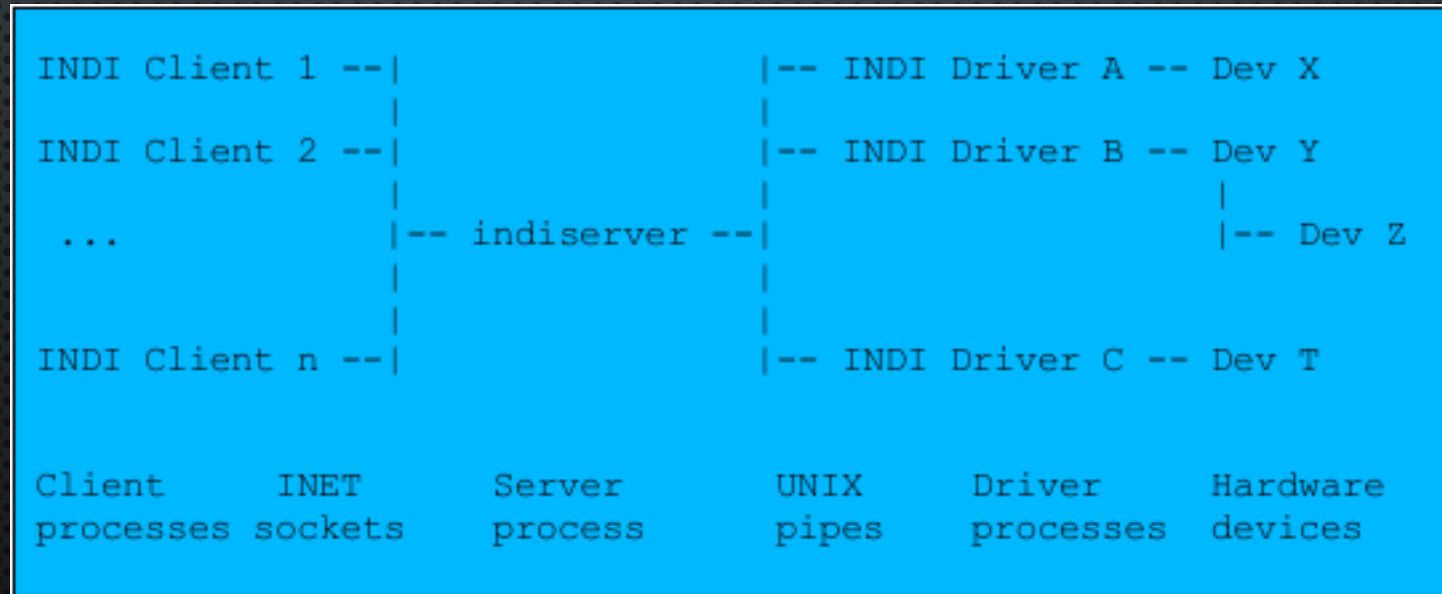 INDI Client 1 --| |-- INDI Driver A -- Dev X
| |
INDI Client 2 --| |-- INDI Driver B -- Dev Y
| | |
... |-- indiserver --| |-- Dev Z
| |
| |
INDI Client n --| |-- INDI Driver C -- Dev T
Client INET Server UNIX Driver Hardware
processes sockets process pipes processes devices